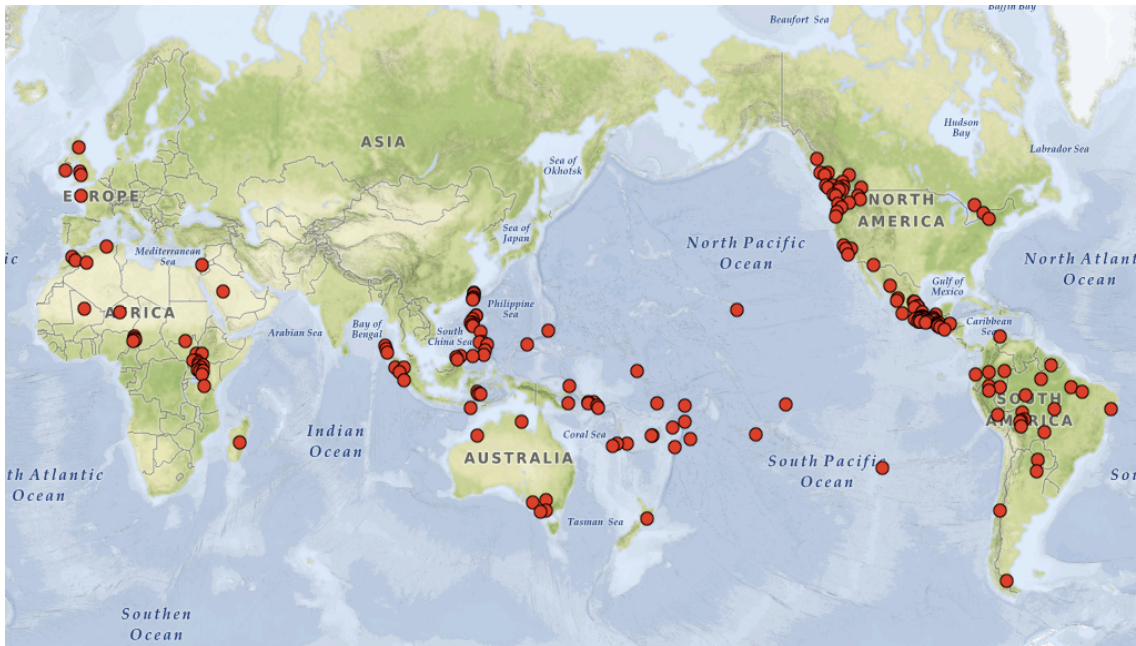 Baffin Bay
Beaufort Sea
Hudson
Bay
Labrador Sea
ASIA
Sea of
Okhotsk
EUROPE
NORTH
AMERICA
Sea of
Japan
Mediterranean
Sea
North Pacific
Ocean
North Atlant
Ocean
ic
AFRICA
Arabian Sea
Bay of
Bengal
South
China Sea
Philippine
Sea
Gulf of
Mexico
Caribbean
Sea
SOUTH
AMERICA
Indian
Ocean
Coral Sea
AUSTRALIA
th Atlantic
Ocean
South Pacific
Ocean
Sou
Tasman Sea
Southen
Ocean